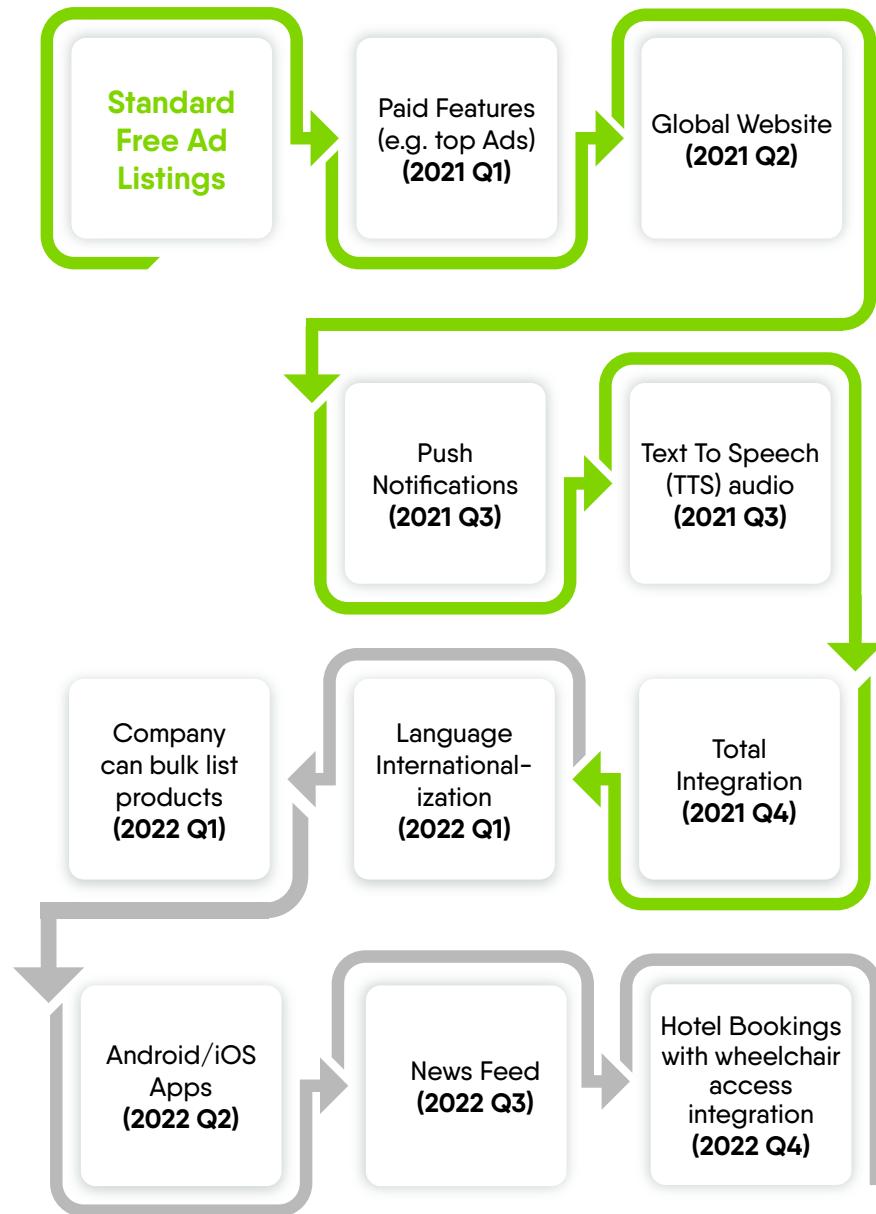 Standard
Free Ad
Listings
Paid Features
(e.g. top Ads)
(2021 Q1)
Global Website
(2021 Q2)
Push
Notifications
(2021 Q3)
Text To Speech
(TTS) audio
(2021 Q3)
Total
Integration
(2021 Q4)
Language
International-
ization
(2022 Q1)
Company
can bulk list
products
(2022 Q1)
Android/iOS
Apps
(2022 Q2)
News Feed
(2022 Q3)
Hotel Bookings
with wheelchair
access
integration
(2022 Q4)